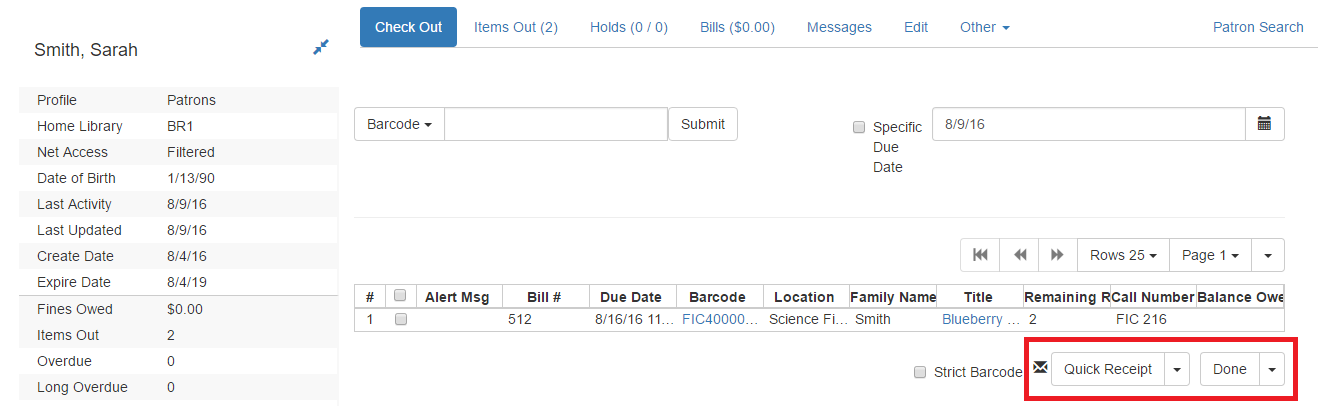 Smith, Sarah
Profile Patrons
Home Library BR1
Net Access Filtered
Date of Birth 1/13/90
Last Activity 8/9/16
Last Updated 8/9/16
Create Date 8/4/16
Expire Date 8/4/19
Fines Owed $0.00
Items Out 2
Overdue 0
Long Overdue 0
Check Out Items Out (2) Holds (0 / 0) Bills ($0.00) Messages Edit Other Patron Search
Barcode Submit Specific Due Date 8/9/16
Rows 25 Page 1
# Alert Msg Bill # Due Date Barcode Location Family Name Title Remaining R Call Number Balance Owe
1 512 8/16/16 11... FIC40000... Science Fi... Smith Blueberry ... 2 FIC 216
Strict Barcode Quick Receipt Done